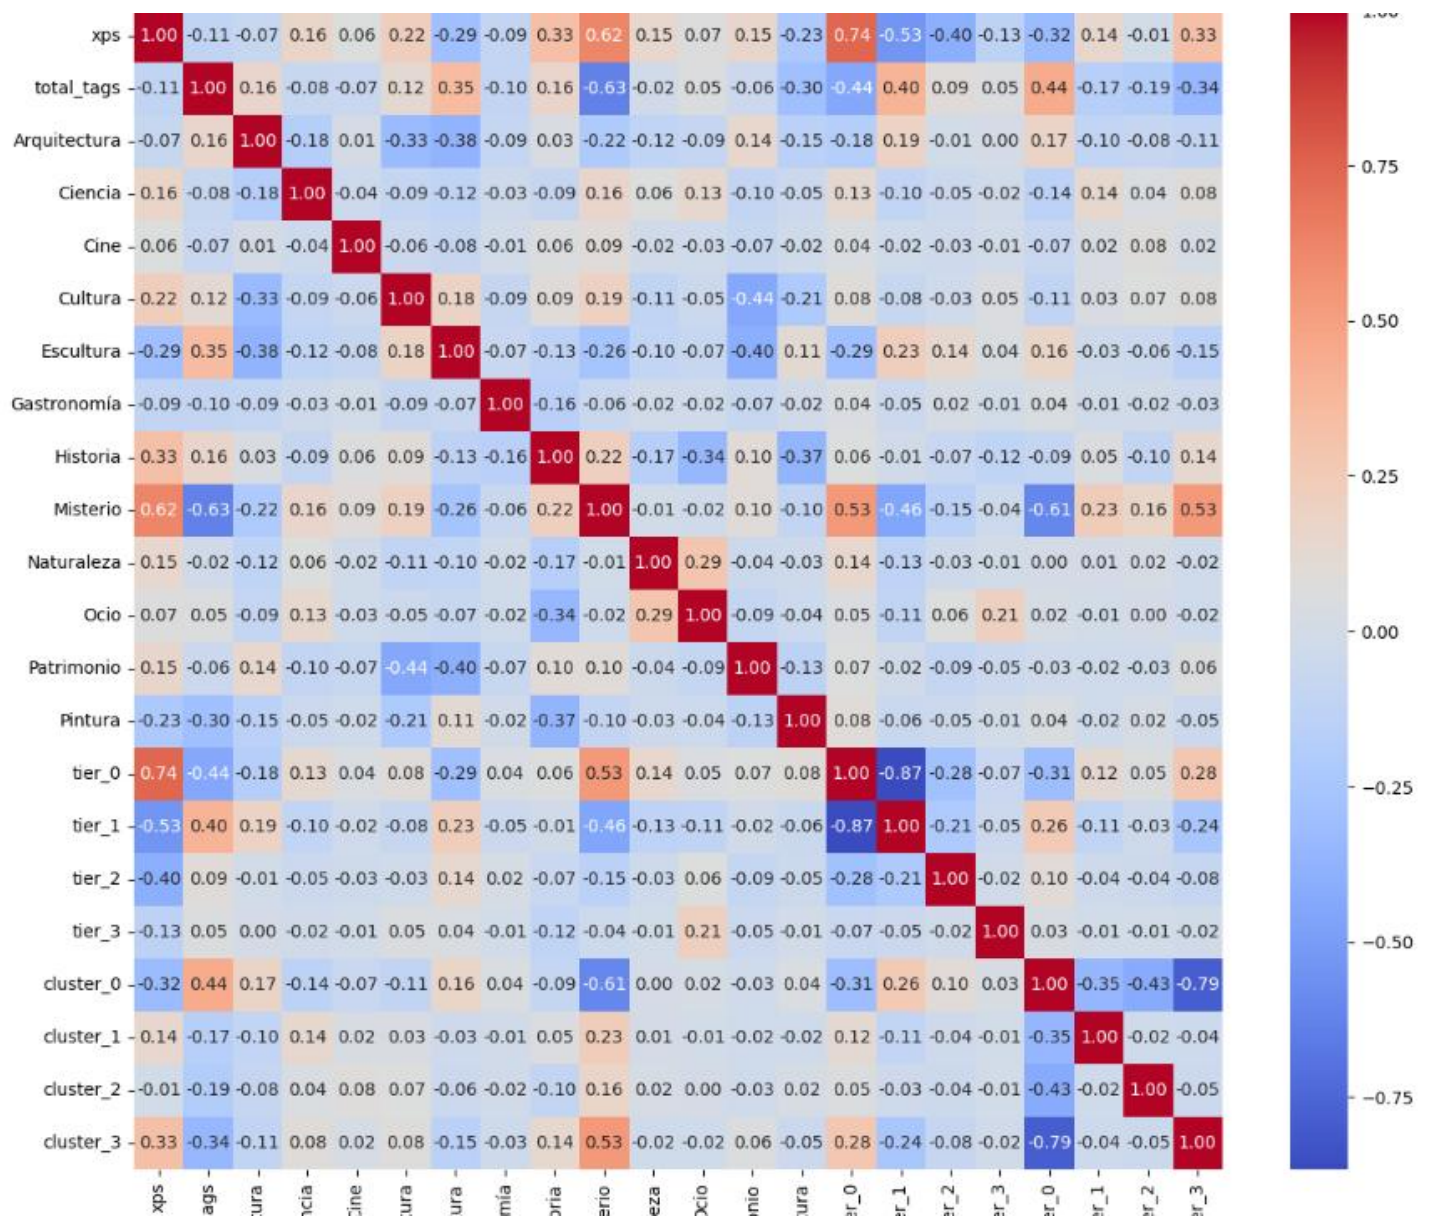 xps 1.00 -0.11 -0.07 0.16 0.06 0.22 -0.29 -0.09 0.33 0.62 0.15 0.07 0.15 -0.23 0.74 -0.53 -0.40 -0.13 -0.32 0.14 -0.01 0.33
total_tags -0.11 1.00 0.16 -0.08 -0.07 0.12 0.35 -0.10 0.16 -0.63 -0.02 0.05 -0.06 -0.30 -0.44 0.40 0.09 0.05 0.44 -0.17 -0.19 -0.34
Arquitectura -0.07 0.16 1.00 -0.18 0.01 -0.33 -0.38 -0.09 0.03 -0.22 -0.12 -0.09 0.14 -0.15 -0.18 0.19 -0.01 0.00 0.17 -0.10 -0.08 -0.11
Ciencia 0.16 -0.08 -0.18 1.00 -0.04 -0.09 -0.12 -0.03 -0.09 0.16 0.06 0.13 -0.10 -0.05 0.13 -0.10 -0.05 -0.02 -0.14 0.14 0.04 0.08
Cine 0.06 -0.07 0.01 -0.04 1.00 -0.06 -0.08 -0.01 0.06 0.09 -0.02 -0.03 -0.07 -0.02 0.04 -0.02 -0.03 -0.01 -0.07 0.02 0.08 0.02
Cultura 0.22 0.12 -0.33 -0.09 -0.06 1.00 0.18 -0.09 0.09 0.19 -0.11 -0.05 -0.44 -0.21 0.08 -0.08 -0.03 0.05 -0.11 0.03 0.07 0.08
Escultura -0.29 0.35 -0.38 -0.12 -0.08 0.18 1.00 -0.07 -0.13 -0.26 -0.10 -0.07 -0.40 0.11 -0.29 0.23 0.14 0.04 0.16 -0.03 -0.06 -0.15
Gastronomía -0.09 -0.10 -0.09 -0.03 -0.01 -0.09 -0.07 1.00 -0.16 -0.06 -0.02 -0.02 -0.07 -0.02 0.04 -0.05 0.02 -0.01 0.04 -0.01 -0.02 -0.03
Historia 0.33 0.16 0.03 -0.09 0.06 0.09 -0.13 -0.16 1.00 0.22 -0.17 -0.34 0.10 -0.37 0.06 -0.01 -0.07 -0.12 -0.09 0.05 -0.10 0.14
Misterio 0.62 -0.63 -0.22 0.16 0.09 0.19 -0.26 -0.06 0.22 1.00 -0.01 -0.02 0.10 -0.10 0.53 -0.46 -0.15 -0.04 -0.61 0.23 0.16 0.53
Naturaleza 0.15 -0.02 -0.12 0.06 -0.02 -0.11 -0.10 -0.02 -0.17 -0.01 1.00 0.29 -0.04 -0.03 0.14 -0.13 -0.03 -0.01 0.00 0.01 0.02 -0.02
Ocio 0.07 0.05 -0.09 0.13 -0.03 -0.05 -0.07 -0.02 -0.34 -0.02 0.29 1.00 -0.09 -0.04 0.05 -0.11 0.06 0.21 0.02 -0.01 0.00 -0.02
Patrimonio 0.15 -0.06 0.14 -0.10 -0.07 -0.44 -0.40 -0.07 0.10 0.10 -0.04 -0.09 1.00 -0.13 0.07 -0.02 -0.09 -0.05 -0.03 -0.02 -0.03 0.06
Pintura -0.23 -0.30 -0.15 -0.05 -0.02 -0.21 0.11 -0.02 -0.37 -0.10 -0.03 -0.04 -0.13 1.00 0.08 -0.06 -0.05 -0.01 0.04 -0.02 0.02 -0.05
tier_0 0.74 -0.44 -0.18 0.13 0.04 0.08 -0.29 0.04 0.06 0.53 0.14 0.05 0.07 0.08 1.00 -0.87 -0.28 -0.07 -0.31 0.12 0.05 0.28
tier_1 -0.53 0.40 0.19 -0.10 -0.02 -0.08 0.23 -0.05 -0.01 -0.46 -0.13 -0.11 -0.02 -0.06 -0.87 1.00 -0.21 -0.05 0.26 -0.11 -0.03 -0.24
tier_2 -0.40 0.09 -0.01 -0.05 -0.03 -0.03 0.14 0.02 -0.07 -0.15 -0.03 0.06 -0.09 -0.05 -0.28 -0.21 1.00 -0.02 0.10 -0.04 -0.04 -0.08
tier_3 -0.13 0.05 0.00 -0.02 -0.01 0.05 0.04 -0.01 -0.12 -0.04 -0.01 0.21 -0.05 -0.01 -0.07 -0.05 -0.02 1.00 0.03 -0.01 -0.01 -0.02
cluster_0 -0.32 0.44 0.17 -0.14 -0.07 -0.11 0.16 0.04 -0.09 -0.61 0.00 0.02 -0.03 0.04 -0.31 0.26 0.10 0.03 1.00 -0.35 -0.43 -0.79
cluster_1 0.14 -0.17 -0.10 0.14 0.02 0.03 -0.03 -0.01 0.05 0.23 0.01 -0.01 -0.02 -0.02 0.12 -0.11 -0.04 -0.01 -0.35 1.00 -0.02 -0.04
cluster_2 -0.01 -0.19 -0.08 0.04 0.08 0.07 -0.06 -0.02 -0.10 0.16 0.02 0.00 -0.03 0.02 0.05 -0.03 -0.04 -0.01 -0.43 -0.02 1.00 -0.05
cluster_3 0.33 -0.34 -0.11 0.08 0.02 0.08 -0.15 -0.03 0.14 0.53 -0.02 -0.02 0.06 -0.05 0.28 -0.24 -0.08 -0.02 -0.79 -0.04 -0.05 1.00
xps ags tura ncia ine tura tura mía oria erio eza Ocio onio tura er_0 er_1 er_2 er_3 er_0 er_1 er_2 er_3
1.00
0.75
0.50
0.25
0.00
−0.25
−0.50
−0.75